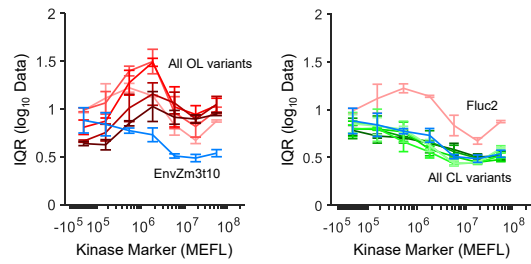 IQR (log10 Data)
2
1.5
1
0.5
0
All OL variants
EnvZm3t10
-10^5 10^5 10^6 10^7 10^8
Kinase Marker (MEFL)
IQR (log10 Data)
2
1.5
1
0.5
0
Fluc2
All CL variants
-10^5 10^5 10^6 10^7 10^8
Kinase Marker (MEFL)